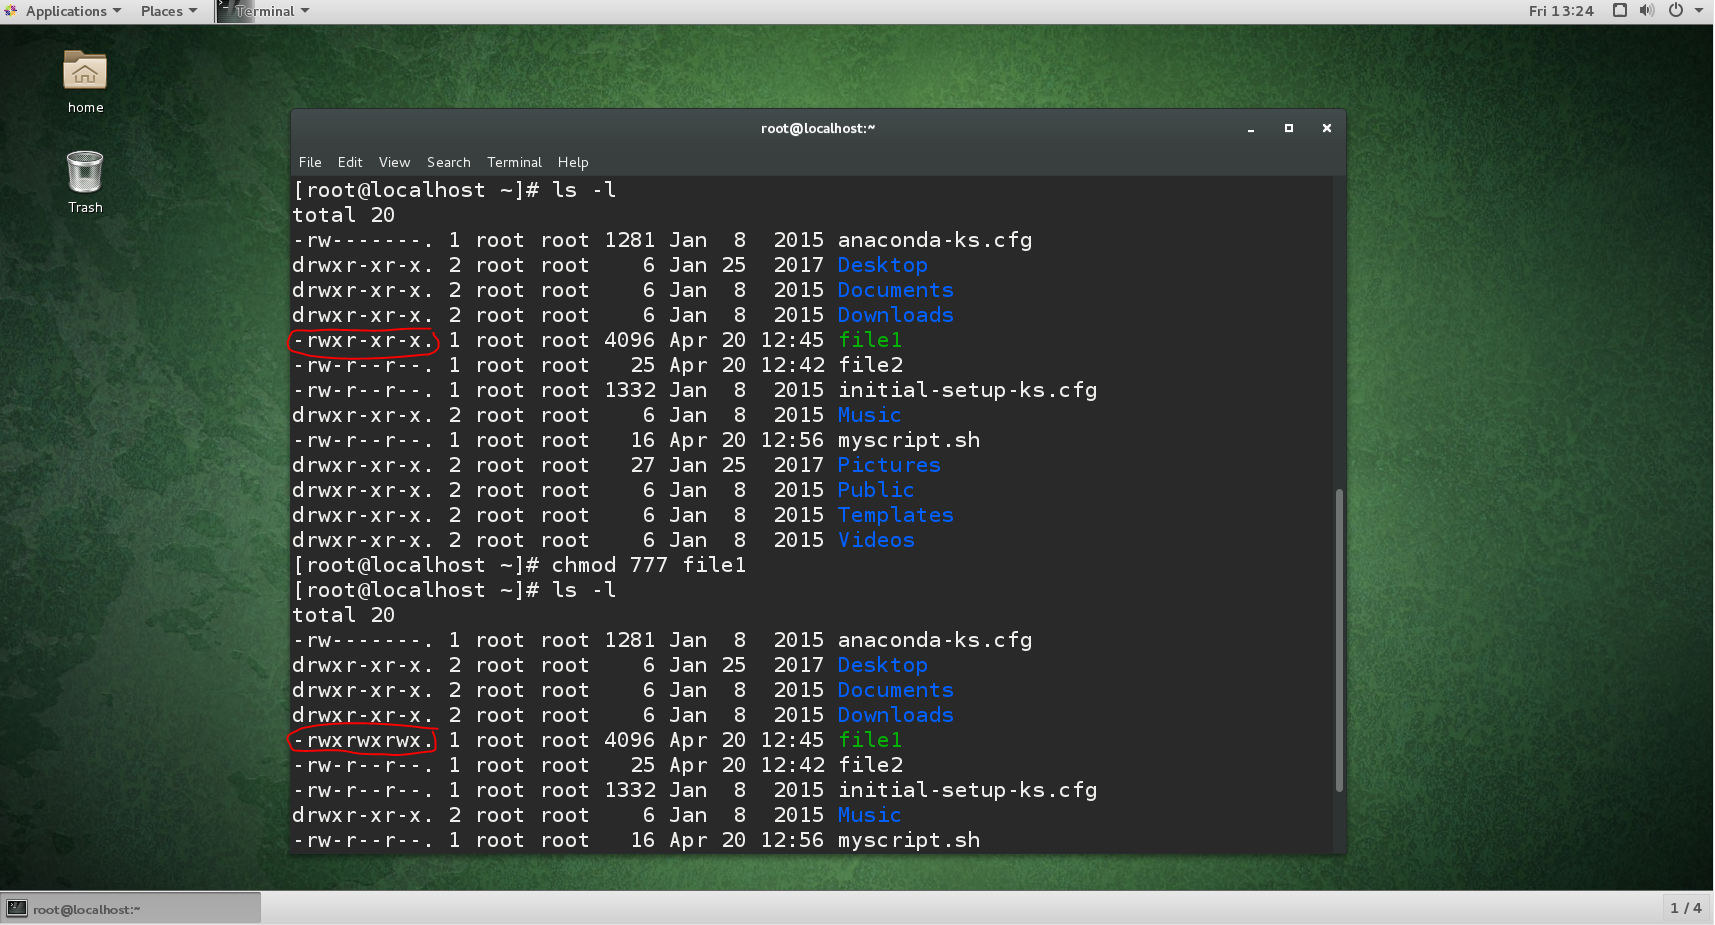 Applications Places Terminal Fri 13:24
home
Trash
root@localhost:~
File Edit View Search Terminal Help
[root@localhost ~]# ls -l
total 20
-rw-------. 1 root root 1281 Jan  8  2015 anaconda-ks.cfg
drwxr-xr-x. 2 root root    6 Jan 25  2017 Desktop
drwxr-xr-x. 2 root root    6 Jan  8  2015 Documents
drwxr-xr-x. 2 root root    6 Jan  8  2015 Downloads
-rwxr-xr-x. 1 root root 4096 Apr 20 12:45 file1
-rw-r--r--. 1 root root   25 Apr 20 12:42 file2
-rw-r--r--. 1 root root 1332 Jan  8  2015 initial-setup-ks.cfg
drwxr-xr-x. 2 root root    6 Jan  8  2015 Music
-rw-r--r--. 1 root root   16 Apr 20 12:56 myscript.sh
drwxr-xr-x. 2 root root   27 Jan 25  2017 Pictures
drwxr-xr-x. 2 root root    6 Jan  8  2015 Public
drwxr-xr-x. 2 root root    6 Jan  8  2015 Templates
drwxr-xr-x. 2 root root    6 Jan  8  2015 Videos
[root@localhost ~]# chmod 777 file1
[root@localhost ~]# ls -l
total 20
-rw-------. 1 root root 1281 Jan  8  2015 anaconda-ks.cfg
drwxr-xr-x. 2 root root    6 Jan 25  2017 Desktop
drwxr-xr-x. 2 root root    6 Jan  8  2015 Documents
drwxr-xr-x. 2 root root    6 Jan  8  2015 Downloads
-rwxrwxrwx. 1 root root 4096 Apr 20 12:45 file1
-rw-r--r--. 1 root root   25 Apr 20 12:42 file2
-rw-r--r--. 1 root root 1332 Jan  8  2015 initial-setup-ks.cfg
drwxr-xr-x. 2 root root    6 Jan  8  2015 Music
-rw-r--r--. 1 root root   16 Apr 20 12:56 myscript.sh
root@localhost:~ 1 / 4